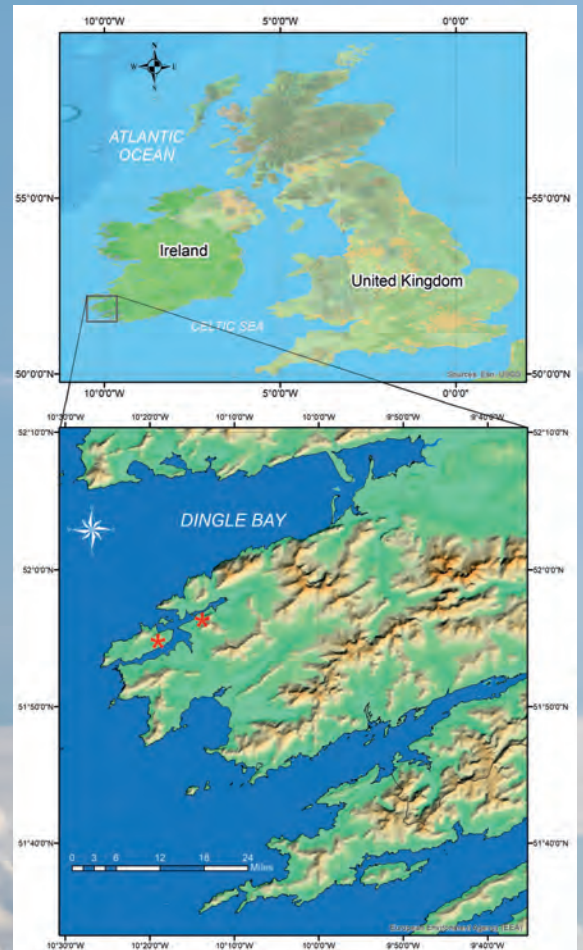 10°0'0"W 5°0'0"W 0°0'0"
N
W E
S
ATLANTIC
OCEAN
55°0'0"N 55°0'0"N
Ireland
United Kingdom
CELTIC SEA
50°0'0"N 50°0'0"N
Sources: Esri, USGS
10°0'0"W 5°0'0"W 0°0'0"
10°30'0"W 10°20'0"W 10°10'0"W 10°0'0"W 9°50'0"W 9°40'0"W
52°10'0"N 52°10'0"N
DINGLE BAY
52°0'0"N 52°0'0"N
51°50'0"N 51°50'0"N
51°40'0"N 51°40'0"N
0 3 6 12 18 24
Miles
10°30'0"W 10°20'0"W 10°10'0"W 10°0'0"W 9°50'0"W 9°40'0"W